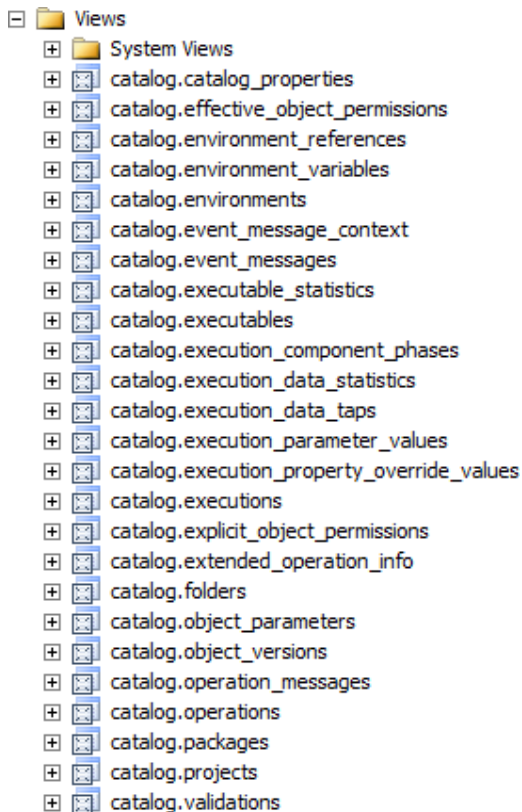 Views
System Views
catalog.catalog_properties
catalog.effective_object_permissions
catalog.environment_references
catalog.environment_variables
catalog.environments
catalog.event_message_context
catalog.event_messages
catalog.executable_statistics
catalog.executables
catalog.execution_component_phases
catalog.execution_data_statistics
catalog.execution_data_taps
catalog.execution_parameter_values
catalog.execution_property_override_values
catalog.executions
catalog.explicit_object_permissions
catalog.extended_operation_info
catalog.folders
catalog.object_parameters
catalog.object_versions
catalog.operation_messages
catalog.operations
catalog.packages
catalog.projects
catalog.validations